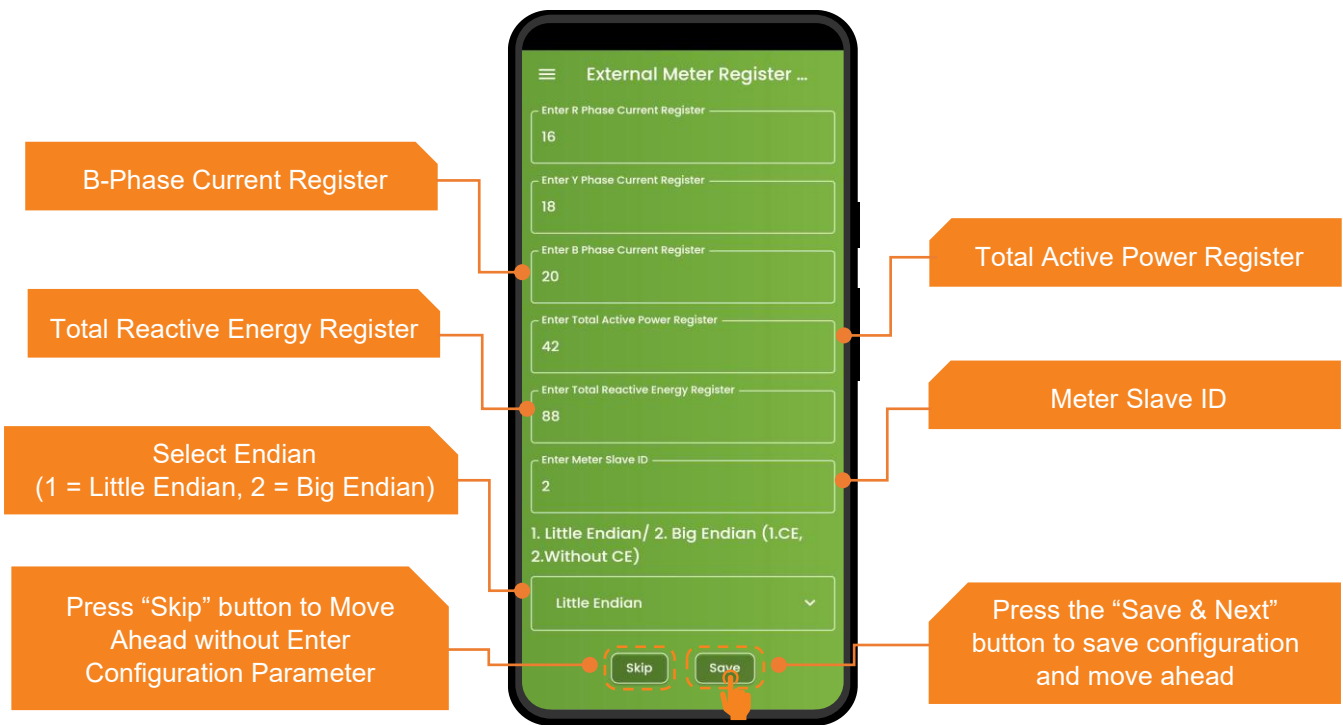 External Meter Register ...
Enter R Phase Current Register
16
Enter Y Phase Current Register
18
Enter B Phase Current Register
20
Enter Total Active Power Register
42
Enter Total Reactive Energy Register
88
Enter Meter Slave ID
2
1. Little Endian/ 2. Big Endian (1.CE,
2.Without CE)
Little Endian
Skip
Save
B-Phase Current Register
Total Reactive Energy Register
Select Endian
(1 = Little Endian, 2 = Big Endian)
Press “Skip” button to Move
Ahead without Enter
Configuration Parameter
Total Active Power Register
Meter Slave ID
Press the “Save & Next”
button to save configuration
and move ahead